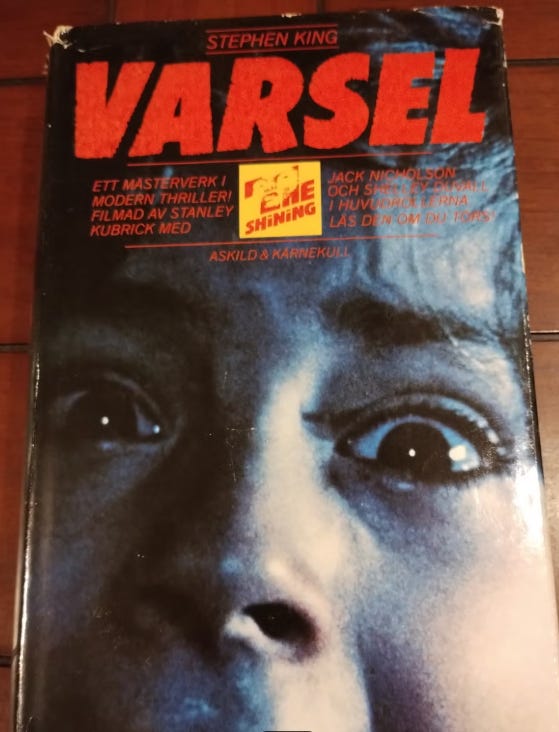 STEPHEN KING
VARSEL
ETT MÄSTERVERK I
MODERN THRILLER!
FILMAD AV STANLEY
KUBRICK MED
THE
SHiNiNG
JACK NICHOLSON
OCH SHELLEY DUVALL
I HUVUDROLLERNA
LÄS DEN OM DU TÖRS!
ASKILD & KÄRNEKULL